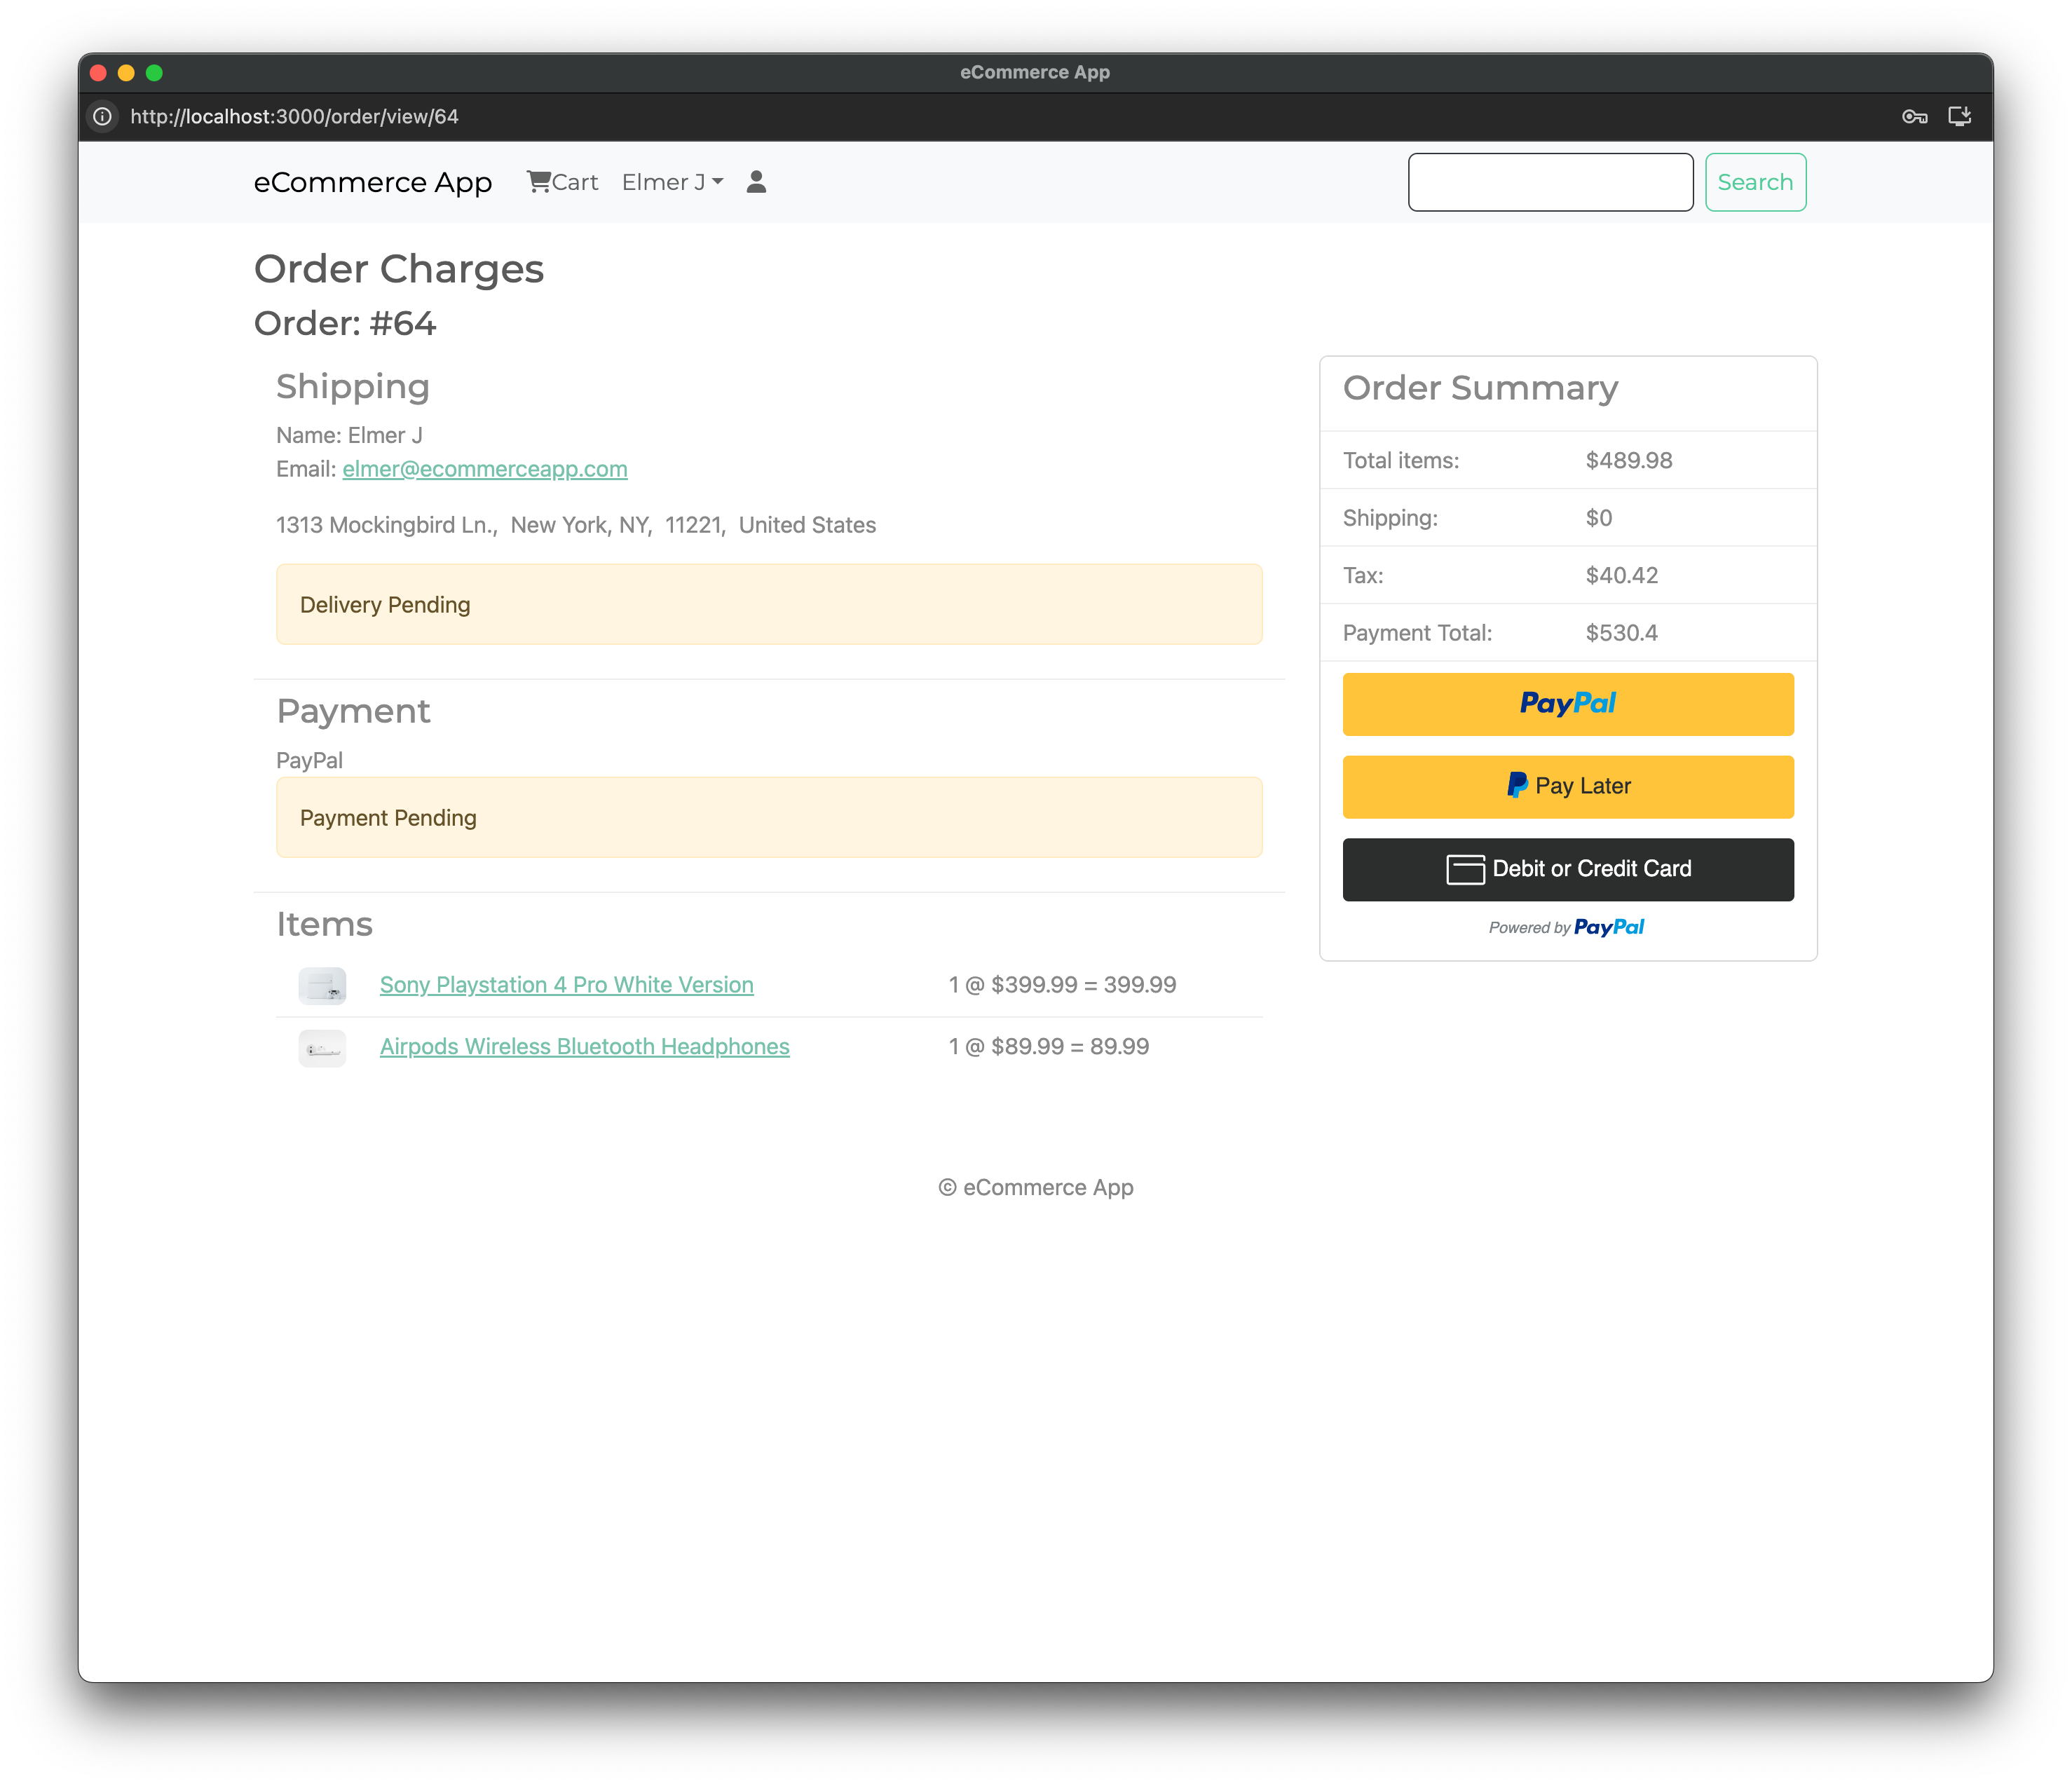 eCommerce App
http://localhost:3000/order/view/64
eCommerce App Cart Elmer J Search
Order Charges
Order: #64
Shipping
Name: Elmer J
Email: elmer@ecommerceapp.com
1313 Mockingbird Ln., New York, NY, 11221, United States
Delivery Pending
Payment
PayPal
Payment Pending
Items
Sony Playstation 4 Pro White Version 1 @ $399.99 = 399.99
Airpods Wireless Bluetooth Headphones 1 @ $89.99 = 89.99
Order Summary
Total items: $489.98
Shipping: $0
Tax: $40.42
Payment Total: $530.4
PayPal
Pay Later
Debit or Credit Card
Powered by PayPal
© eCommerce App